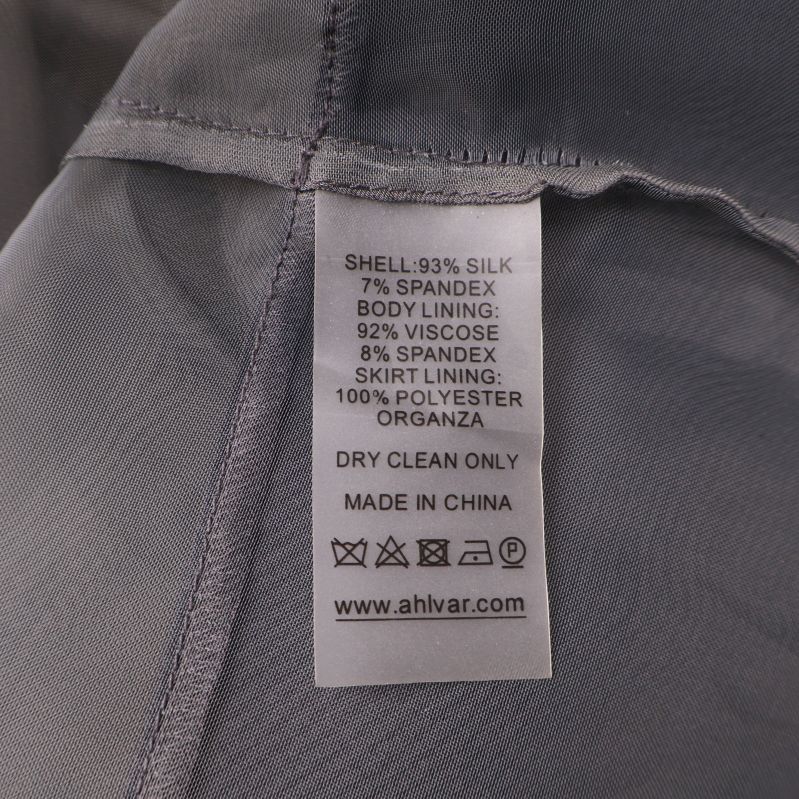 SHELL:93% SILK
7% SPANDEX
BODY LINING:
92% VISCOSE
8% SPANDEX
SKIRT LINING:
100% POLYESTER
ORGANZA
DRY CLEAN ONLY
MADE IN CHINA
P
www.ahlvar.com